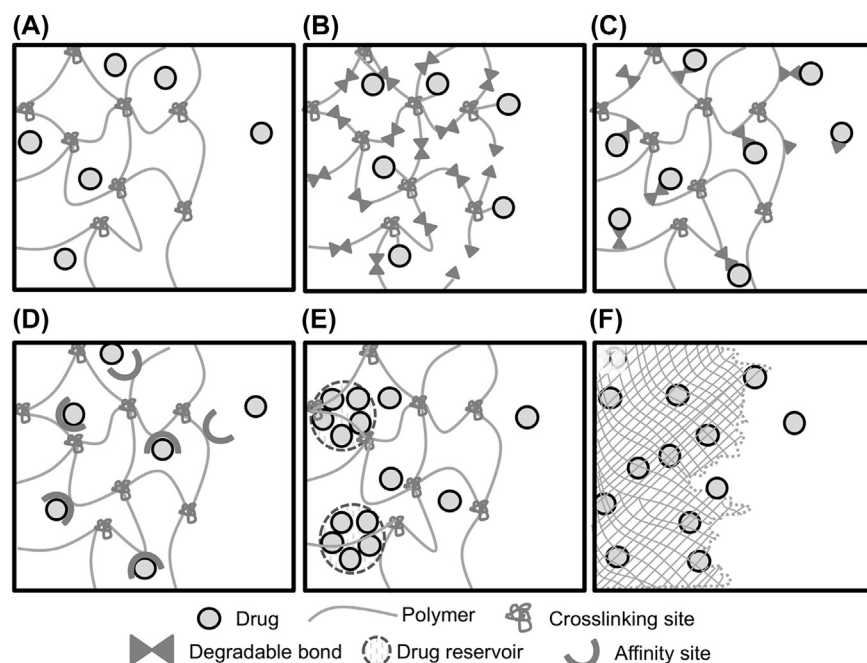 (A) (B) (C)
(D) (E) (F)
Drug Polymer Crosslinking site
Degradable bond Drug reservoir Affinity site